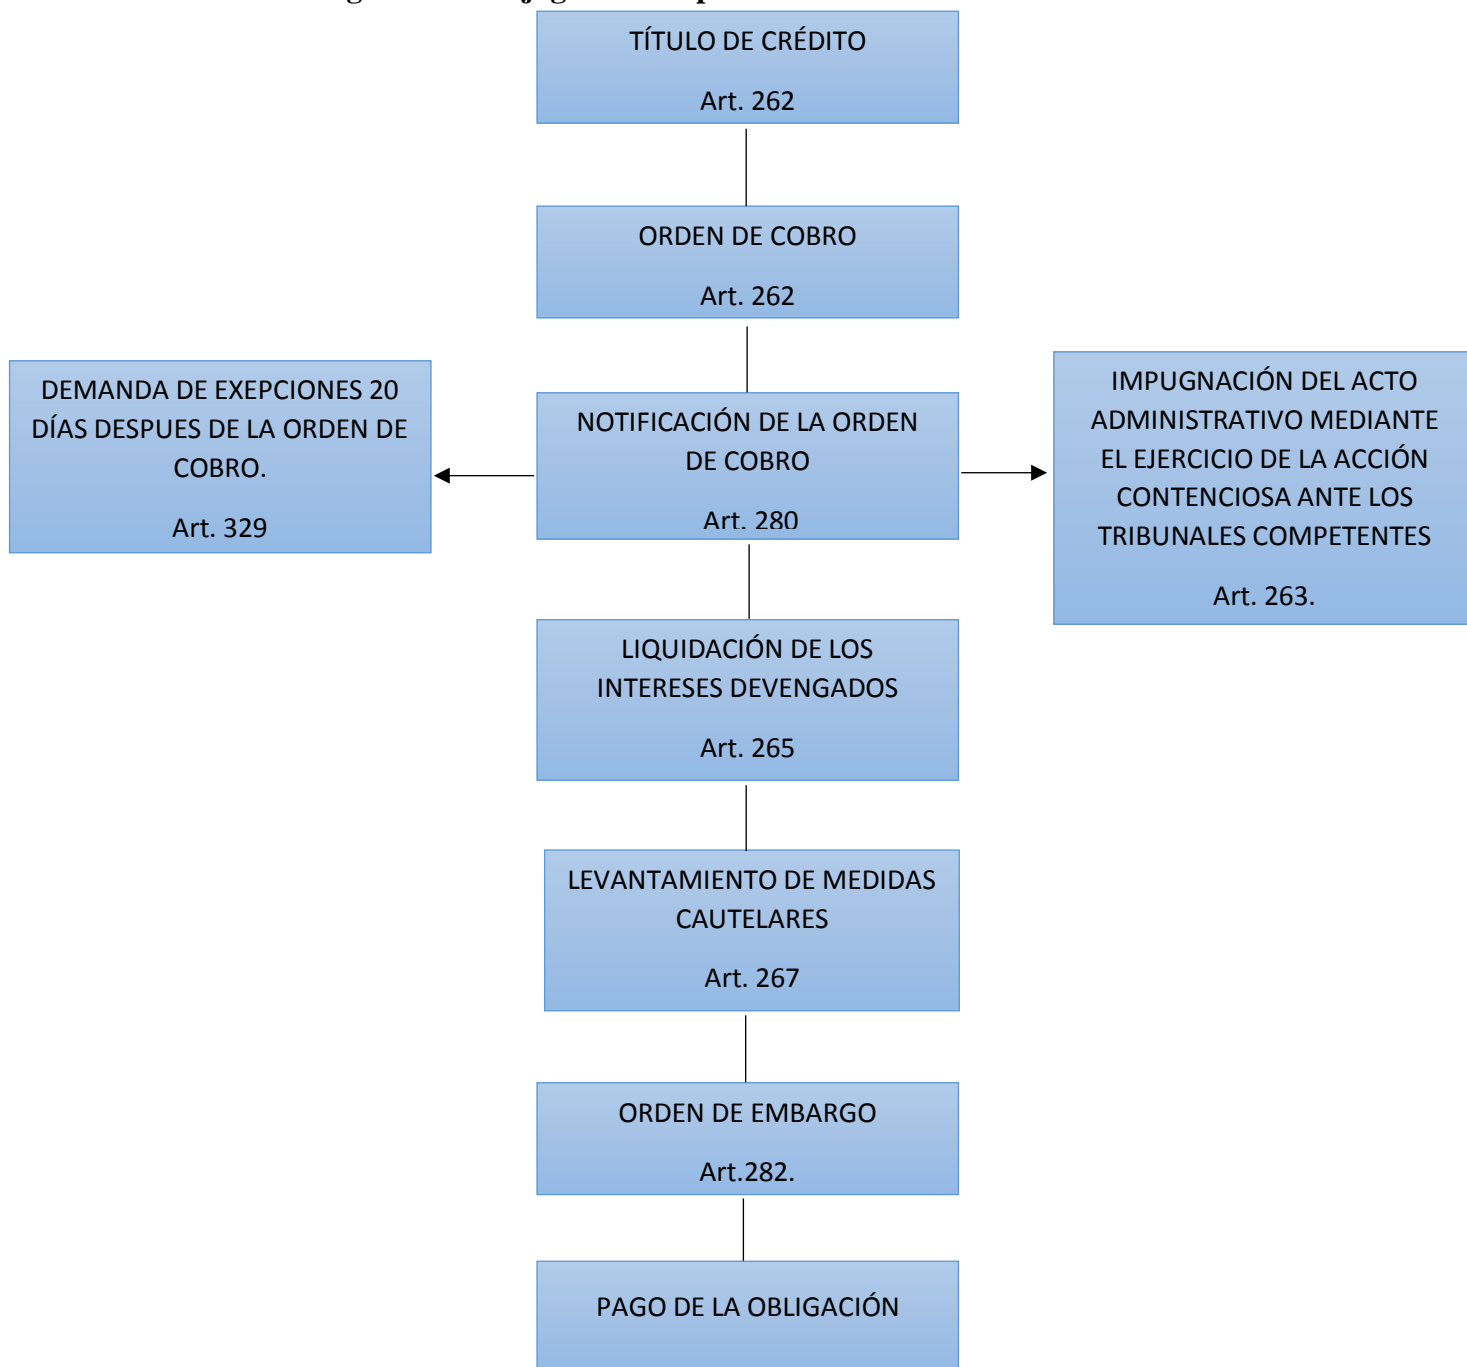 TÍTULO DE CRÉDITO
Art. 262
ORDEN DE COBRO
Art. 262
DEMANDA DE EXEPCIONES 20
DÍAS DESPUES DE LA ORDEN DE
COBRO.
Art. 329
NOTIFICACIÓN DE LA ORDEN
DE COBRO
Art. 280
IMPUGNACIÓN DEL ACTO
ADMINISTRATIVO MEDIANTE
EL EJERCICIO DE LA ACCIÓN
CONTENCIOSA ANTE LOS
TRIBUNALES COMPETENTES
Art. 263.
LIQUIDACIÓN DE LOS
INTERESES DEVENGADOS
Art. 265
LEVANTAMIENTO DE MEDIDAS
CAUTELARES
Art. 267
ORDEN DE EMBARGO
Art.282.
PAGO DE LA OBLIGACIÓN